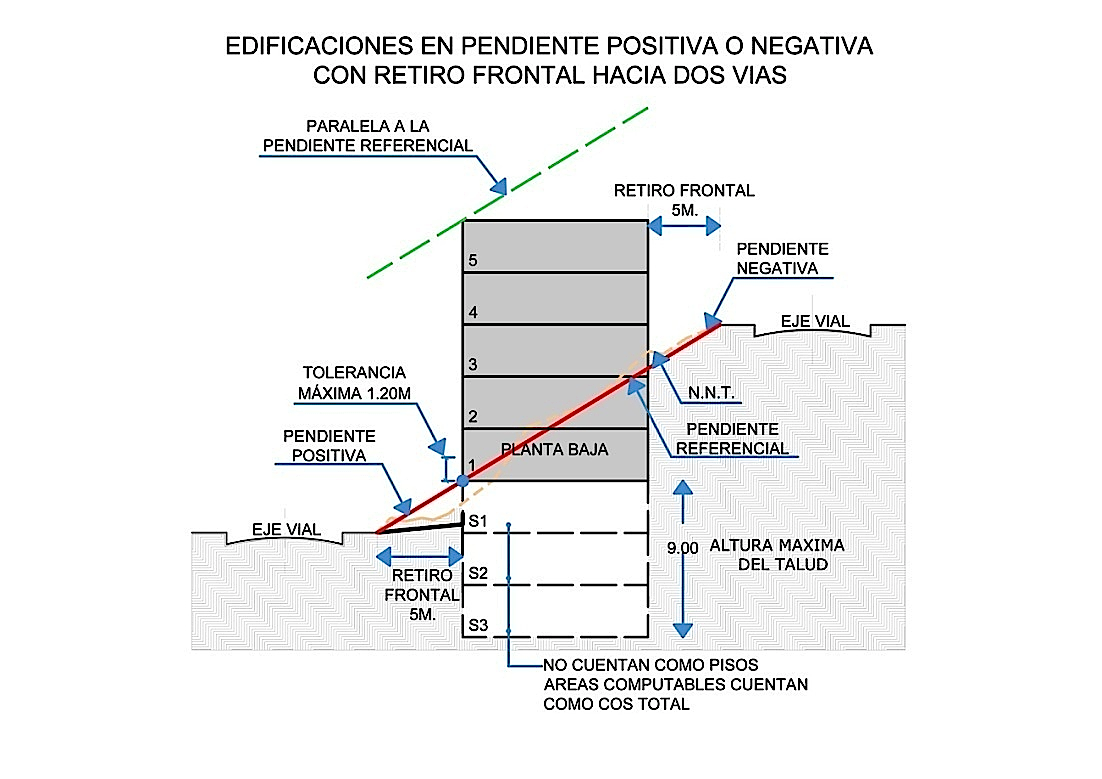 EDIFICACIONES EN PENDIENTE POSITIVA O NEGATIVA
CON RETIRO FRONTAL HACIA DOS VIAS
PARALELA A LA
PENDIENTE REFERENCIAL
RETIRO FRONTAL
5M.
PENDIENTE
NEGATIVA
5
4
EJE VIAL
3
TOLERANCIA
MÁXIMA 1.20M
N.N.T.
2
PENDIENTE
REFERENCIAL
PENDIENTE
POSITIVA
PLANTA BAJA
1
EJE VIAL
S1
9.00
ALTURA MAXIMA
DEL TALUD
RETIRO
FRONTAL
5M.
S2
S3
NO CUENTAN COMO PISOS
AREAS COMPUTABLES CUENTAN
COMO COS TOTAL